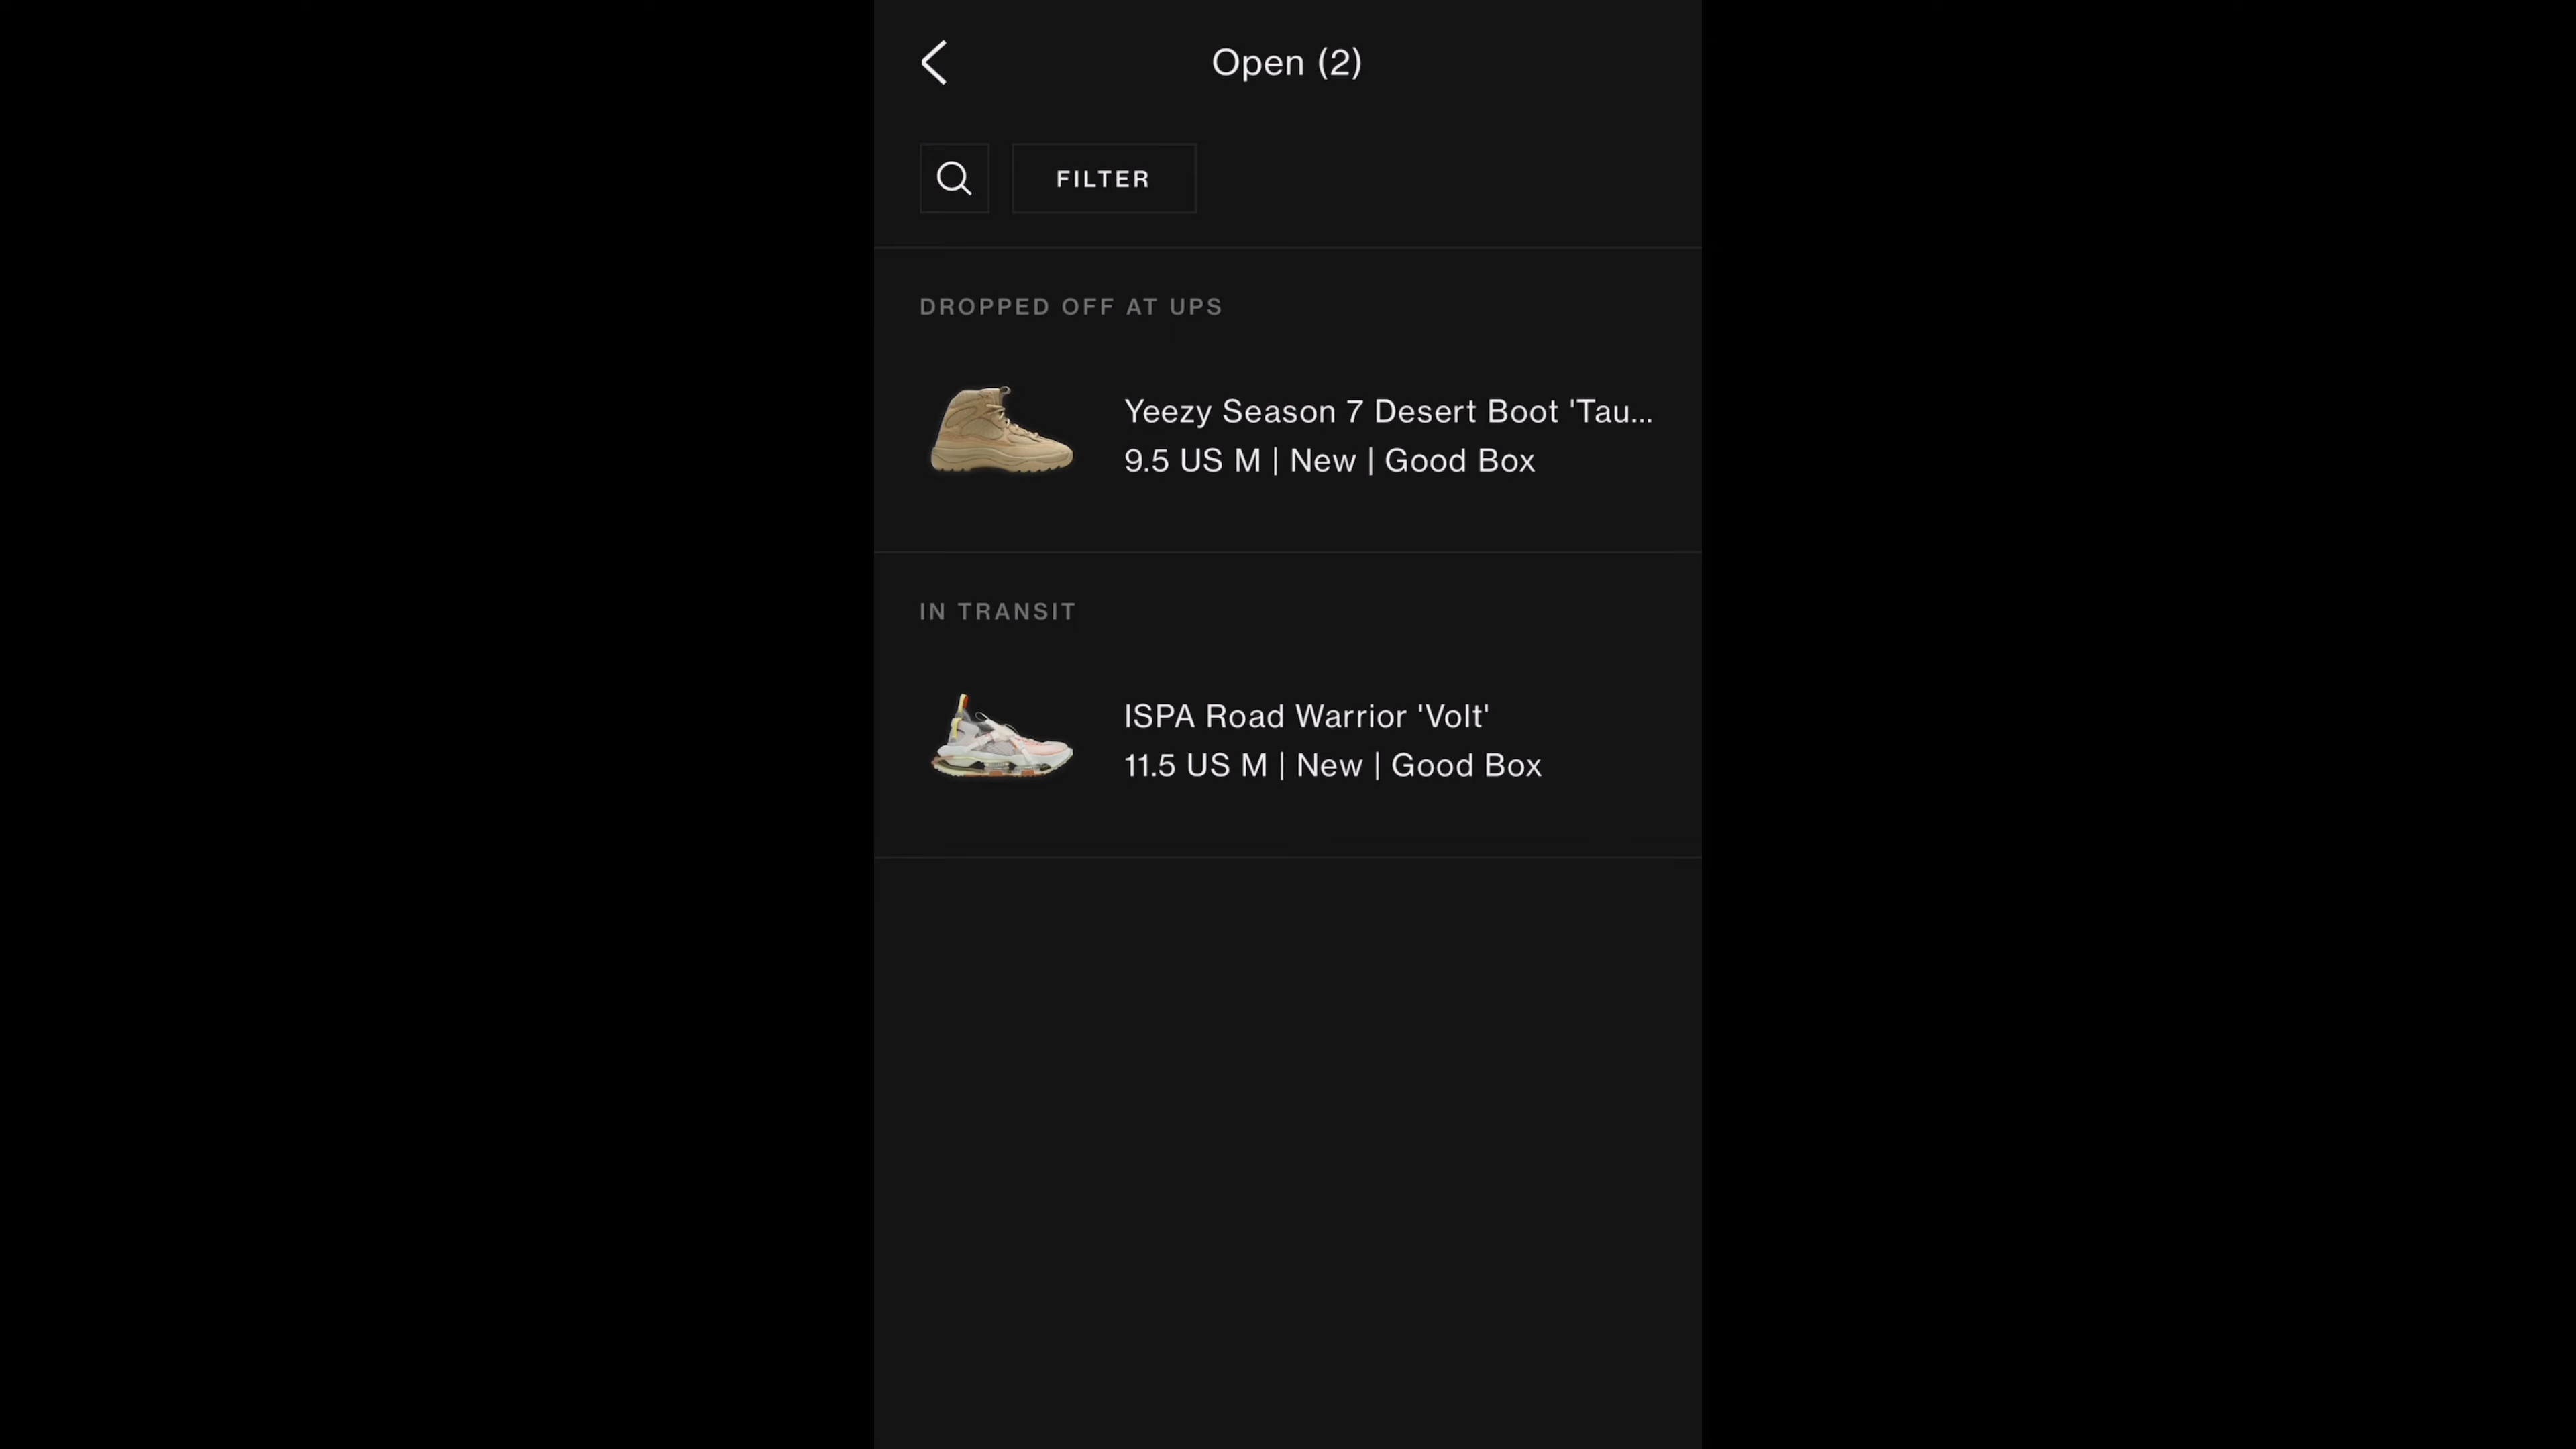 Open (2)
FILTER
DROPPED OFF AT UPS
Yeezy Season 7 Desert Boot 'Tau...
9.5 US M | New | Good Box
IN TRANSIT
ISPA Road Warrior 'Volt'
11.5 US M | New | Good Box